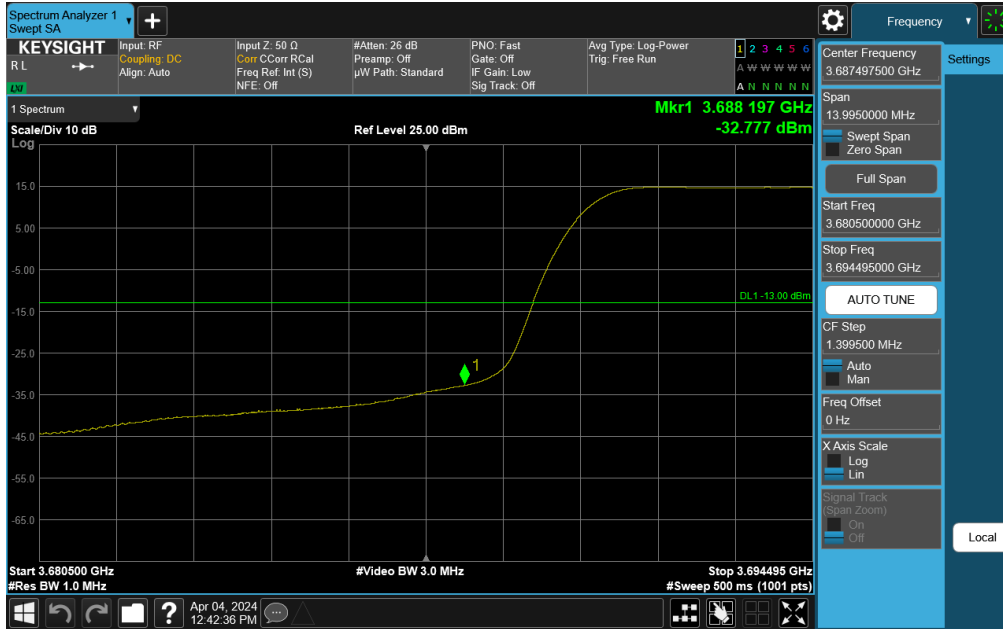 Spectrum Analyzer 1
Swept SA
+
Frequency
KEYSIGHT
R L
LXI
Input: RF
Coupling: DC
Align: Auto
Input Z: 50 Ω
Corr CCorr RCal
Freq Ref: Int (S)
NFE: Off
#Atten: 26 dB
Preamp: Off
µW Path: Standard
PNO: Fast
Gate: Off
IF Gain: Low
Sig Track: Off
Avg Type: Log-Power
Trig: Free Run
1 2 3 4 5 6
A W W W W W
A N N N N N
1 Spectrum
Scale/Div 10 dB
Log
Ref Level 25.00 dBm
Mkr1 3.688 197 GHz
-32.777 dBm
15.0
5.00
-5.00
DL1 -13.00 dBm
-15.0
-25.0
1
-35.0
-45.0
-55.0
-65.0
Start 3.680500 GHz
#Res BW 1.0 MHz
#Video BW 3.0 MHz
Stop 3.694495 GHz
#Sweep 500 ms (1001 pts)
Center Frequency
3.687497500 GHz
Span
13.9950000 MHz
Swept Span
Zero Span
Full Span
Start Freq
3.680500000 GHz
Stop Freq
3.694495000 GHz
AUTO TUNE
CF Step
1.399500 MHz
Auto
Man
Freq Offset
0 Hz
X Axis Scale
Log
Lin
Signal Track
(Span Zoom)
On
Off
Settings
Local
?
Apr 04, 2024
12:42:36 PM